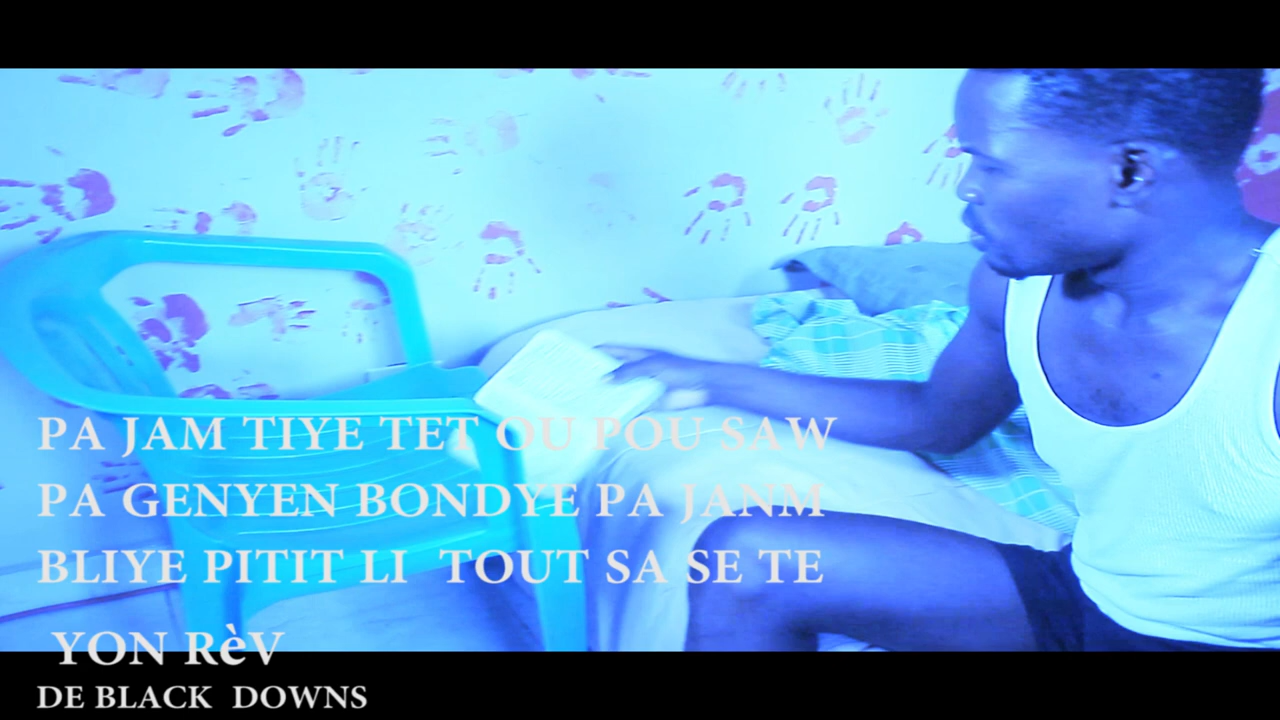 PA JAM TIYE TET OU POU SAW
PA GENYEN BONDYE PA JANM
BLIYE PITIT LI TOUT SA SE TE
YON RèV
DE BLACK DOWNS